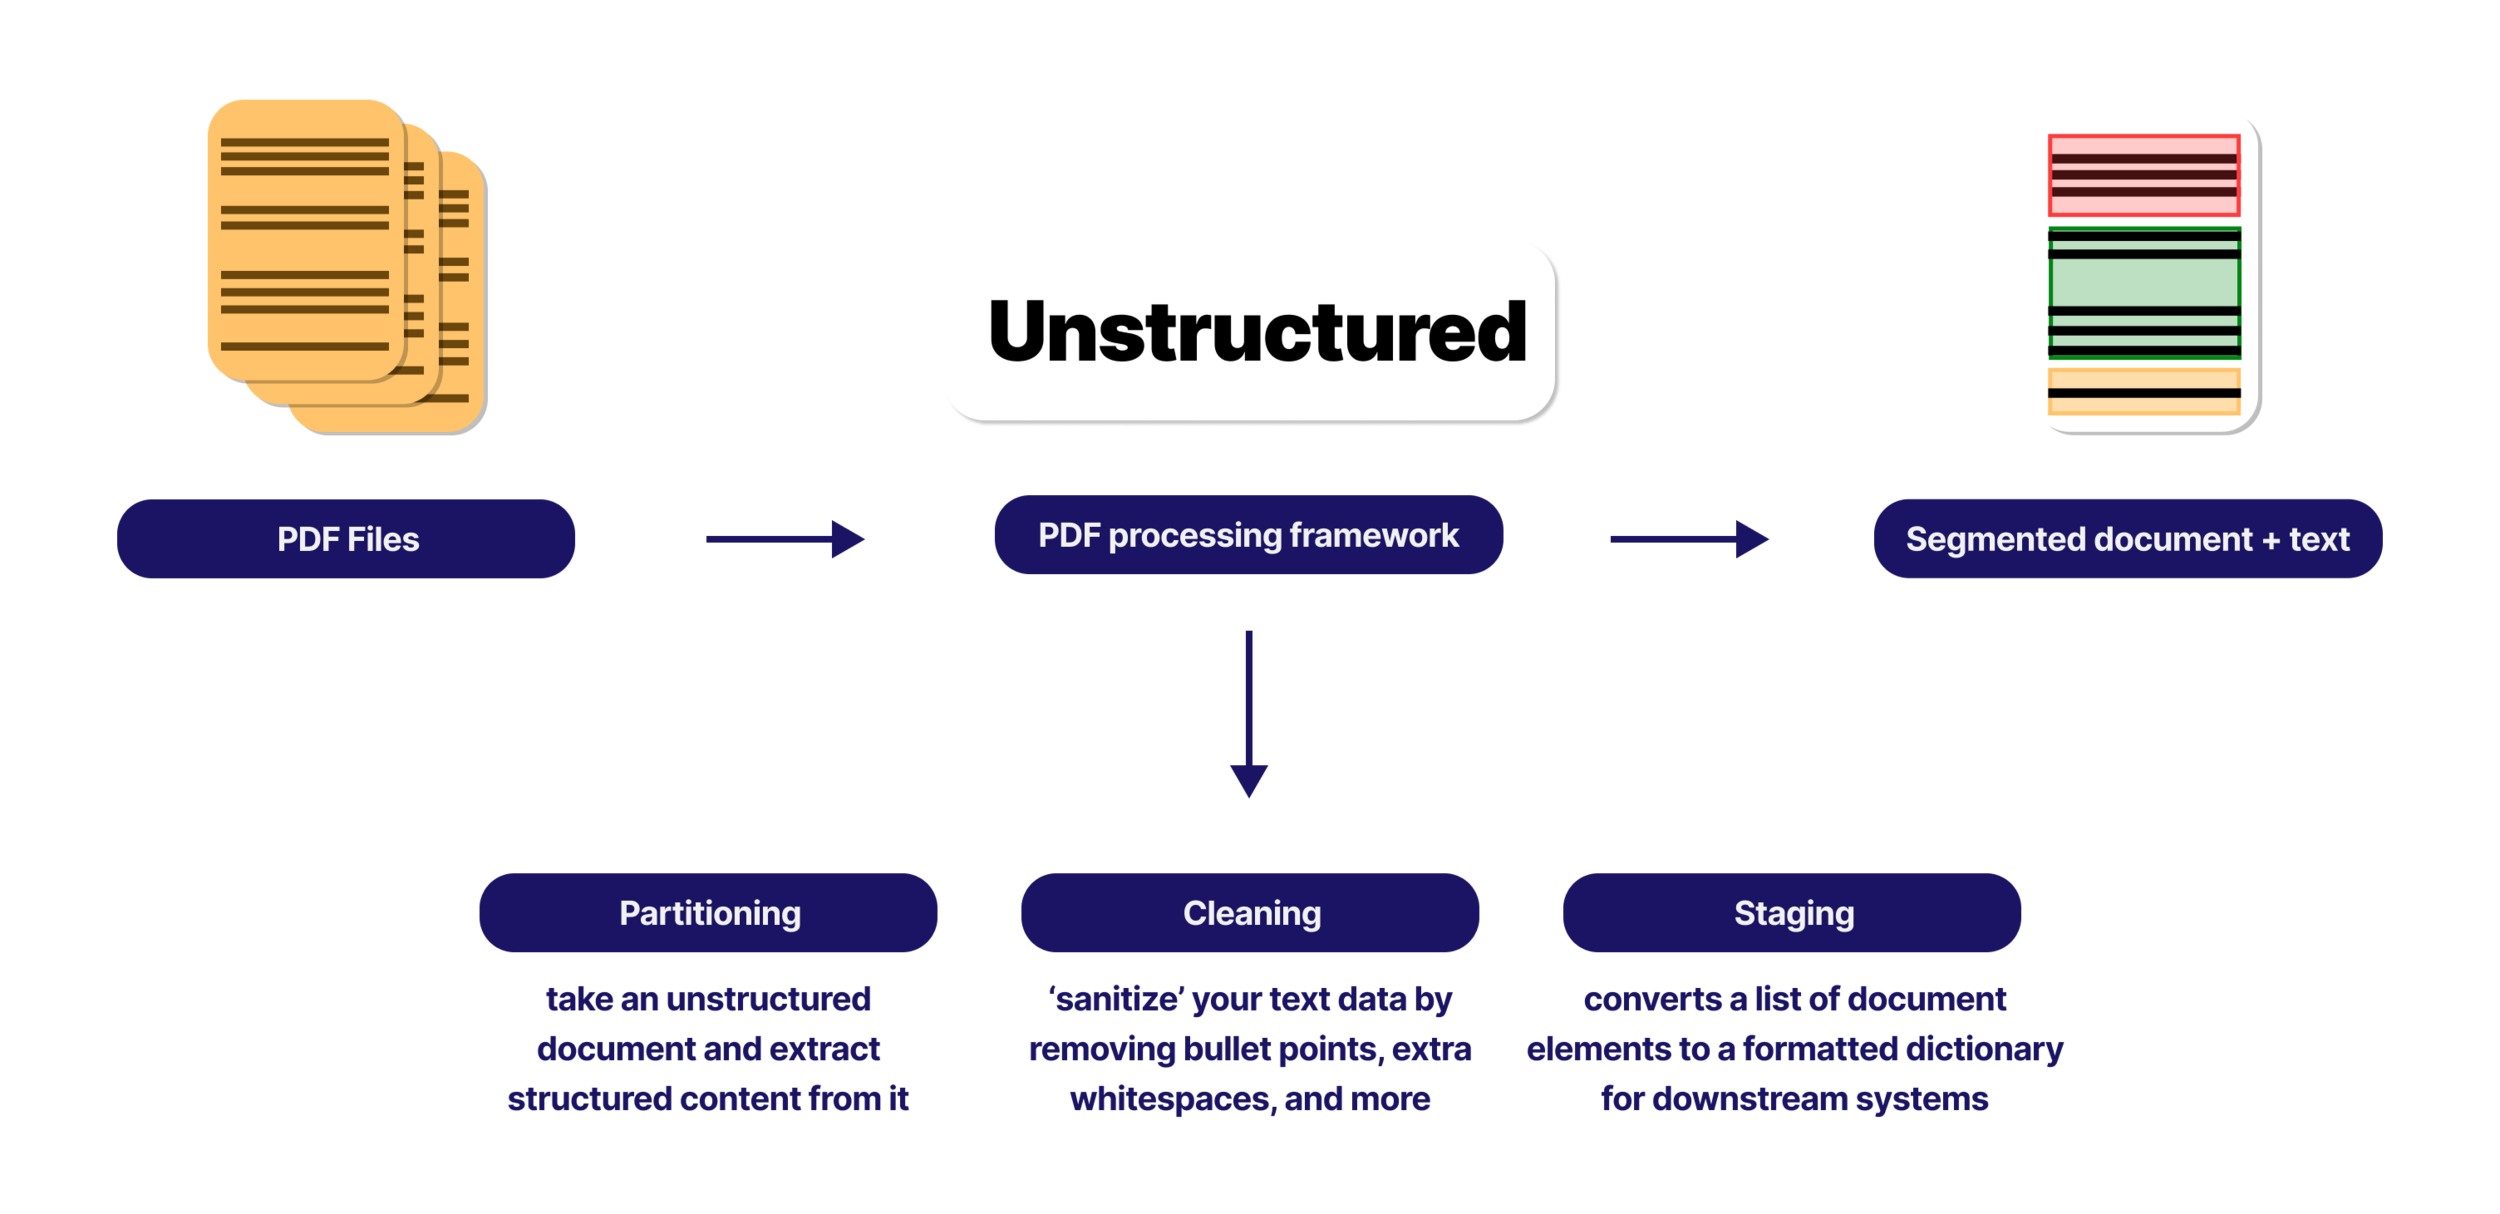 Unstructured
PDF Files
PDF processing framework
Segmented document + text
Partitioning
take an unstructured
document and extract
structured content from it
Cleaning
‘sanitize’ your text data by
removing bullet points, extra
whitespaces, and more
Staging
converts a list of document
elements to a formatted dictionary
for downstream systems